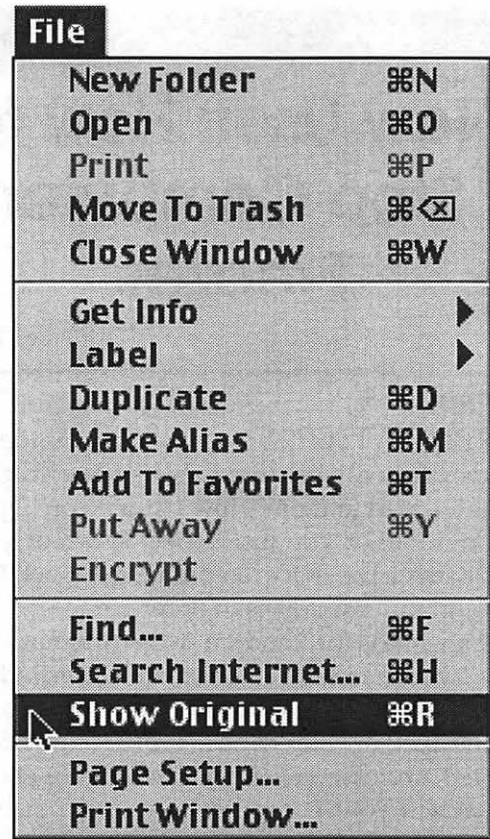 File
New Folder ⌘N
Open ⌘O
Print ⌘P
Move To Trash ⌘⌫
Close Window ⌘W
Get Info ▶
Label ▶
Duplicate ⌘D
Make Alias ⌘M
Add To Favorites ⌘T
Put Away ⌘Y
Encrypt
Find... ⌘F
Search Internet... ⌘H
Show Original ⌘R
Page Setup...
Print Window...